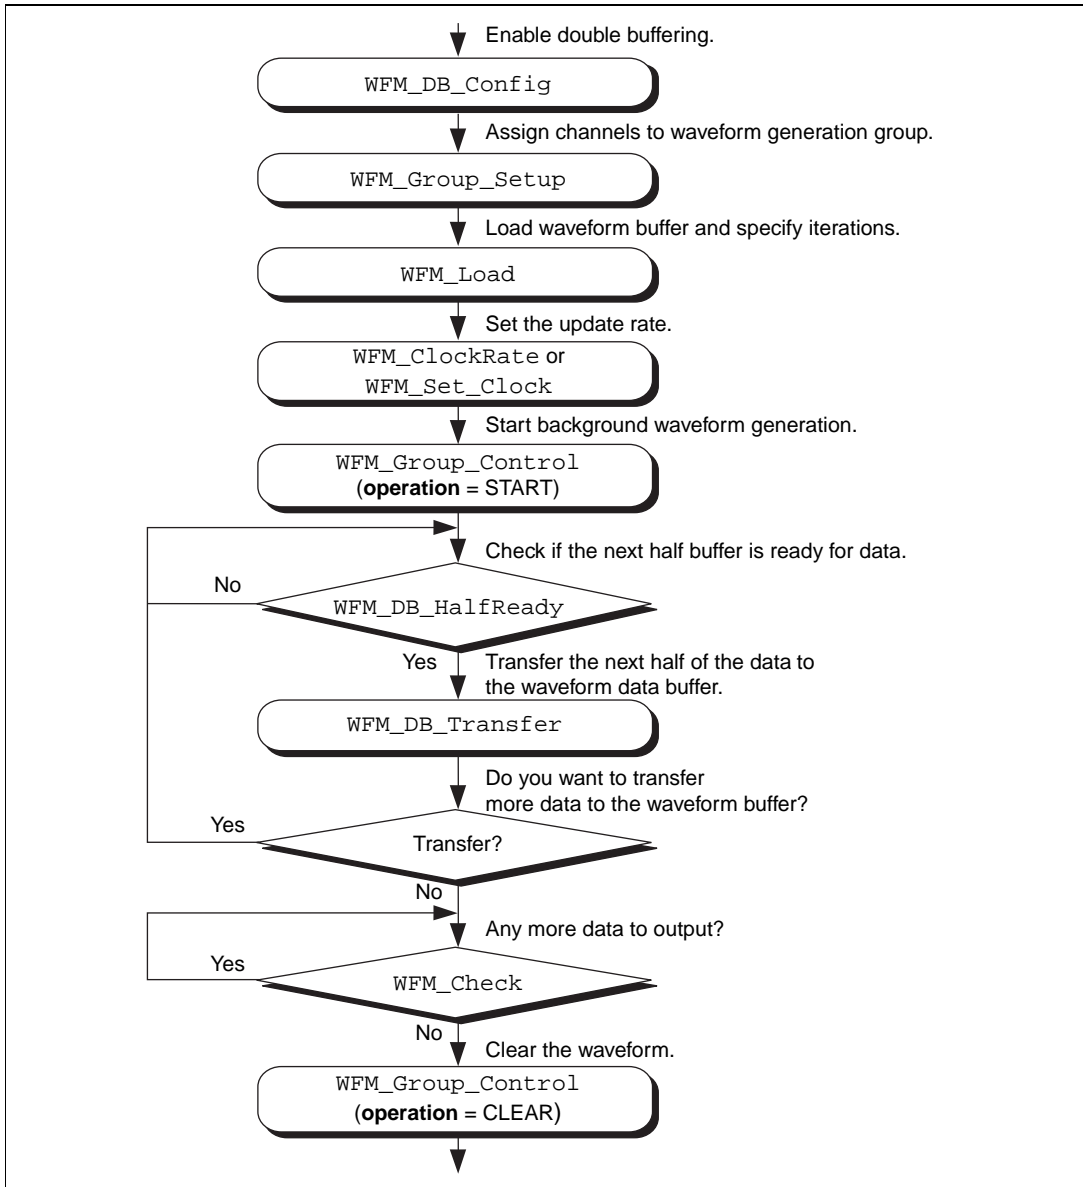 Enable double buffering.
WFM_DB_Config
Assign channels to waveform generation group.
WFM_Group_Setup
Load waveform buffer and specify iterations.
WFM_Load
Set the update rate.
WFM_ClockRate or
WFM_Set_Clock
Start background waveform generation.
WFM_Group_Control
(operation = START)
Check if the next half buffer is ready for data.
No
WFM_DB_HalfReady
Yes
Transfer the next half of the data to
the waveform data buffer.
WFM_DB_Transfer
Do you want to transfer
more data to the waveform buffer?
Yes
Transfer?
No
Any more data to output?
Yes
WFM_Check
No
Clear the waveform.
WFM_Group_Control
(operation = CLEAR)